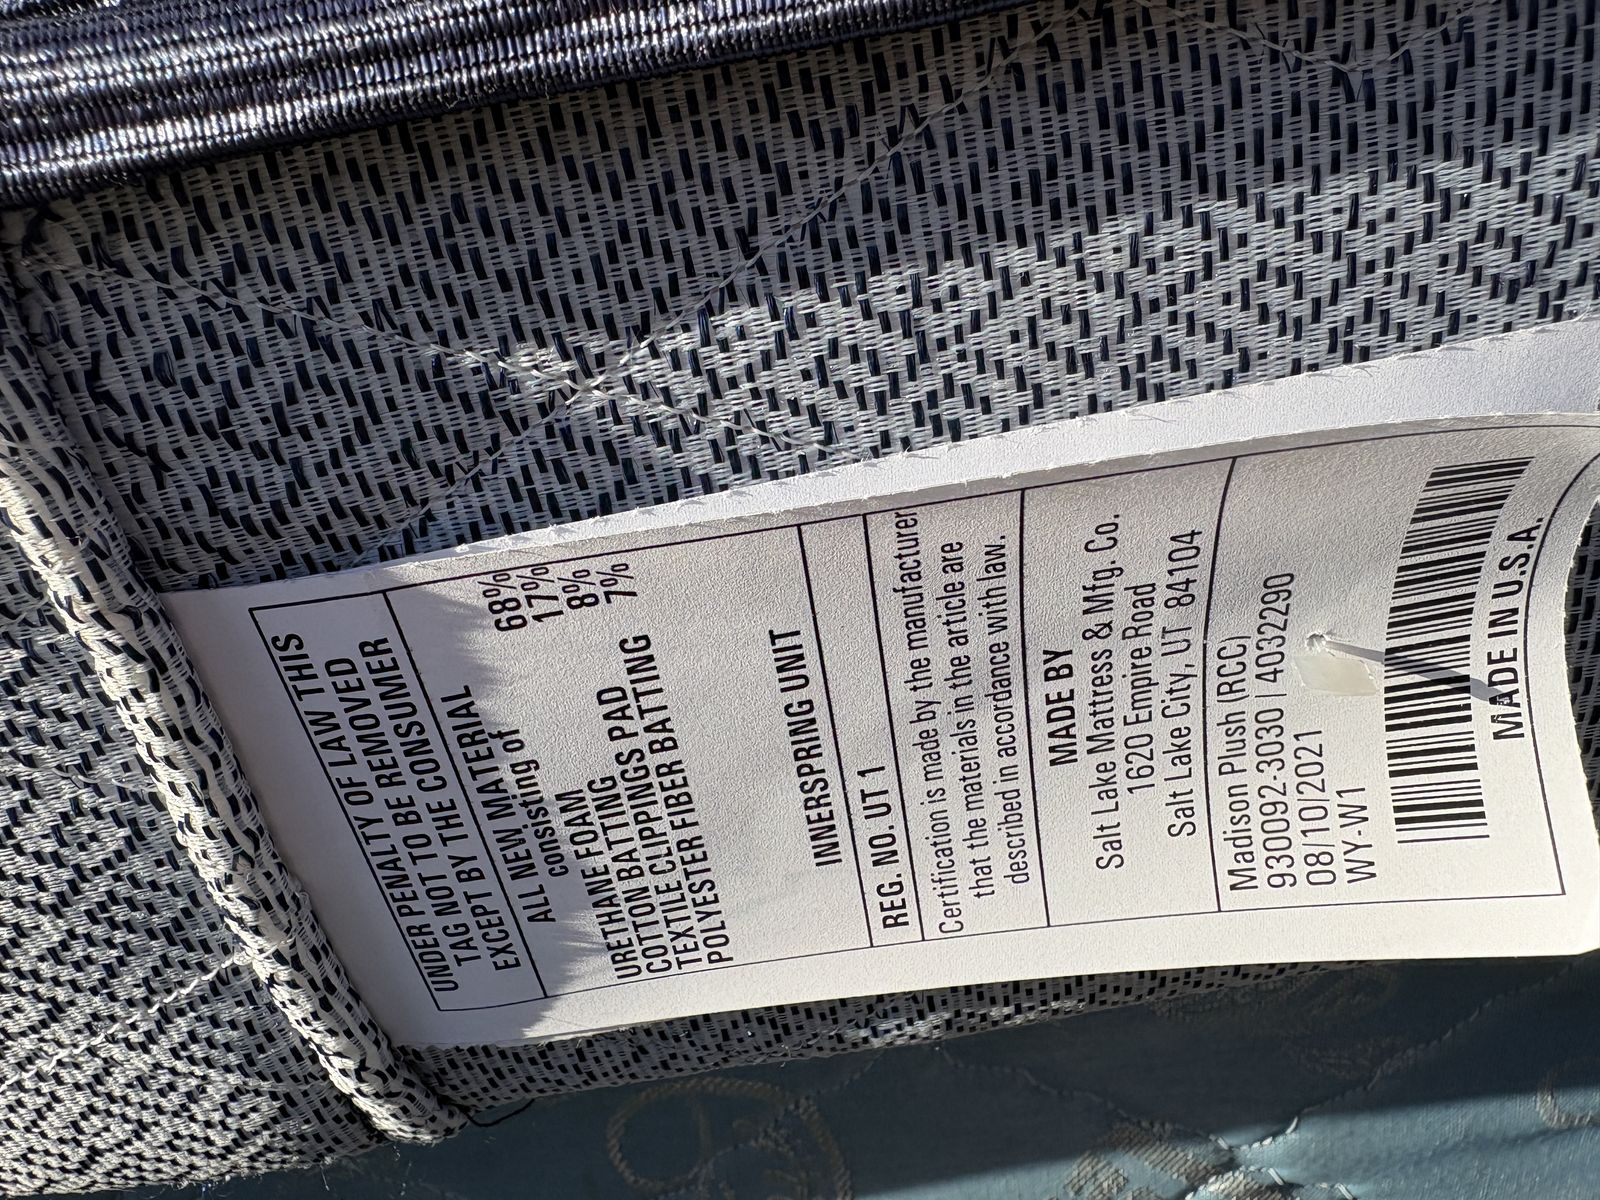 UNDER PENALTY OF LAW THIS
TAG NOT TO BE REMOVED
EXCEPT BY THE CONSUMER
ALL NEW MATERIAL
consisting of
URETHANE FOAM 68%
COTTON BATTING 17%
TEXTILE CLIPPINGS PAD 8%
POLYESTER FIBER BATTING 7%
INNERSPRING UNIT
REG. NO. UT 1
Certification is made by the manufacturer
that the materials in the article are
described in accordance with law.
MADE BY
Salt Lake Mattress & Mfg. Co.
1620 Empire Road
Salt Lake City, UT 84104
Madison Plush (RCC)
930092-3030 | 4032290
08/10/2021
WY-W1
MADE IN U.S.A.